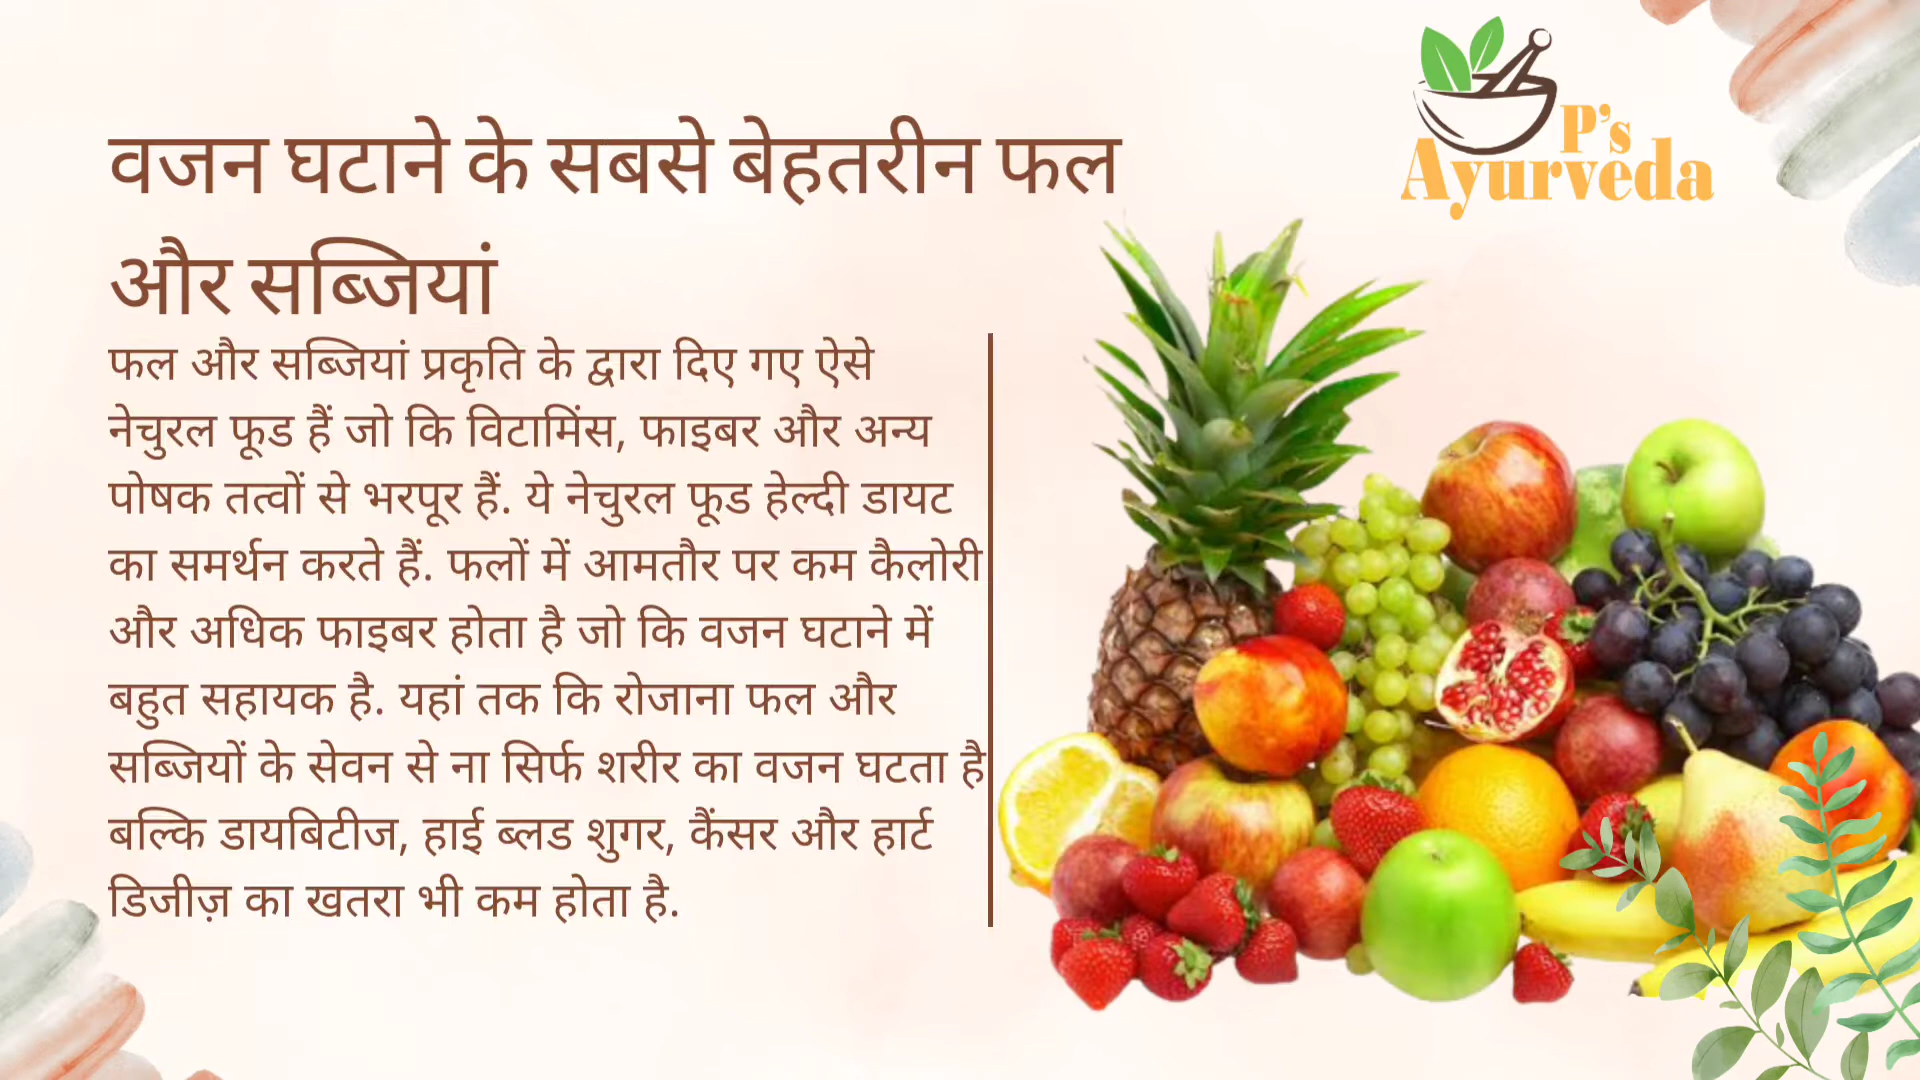 P's
Ayurveda
वजन घटाने के सबसे बेहतरीन फल
और सब्जियां
फल और सब्जियां प्रकृति के द्वारा दिए गए ऐसे
नेचुरल फूड हैं जो कि विटामिंस, फाइबर और अन्य
पोषक तत्वों से भरपूर हैं. ये नेचुरल फूड हेल्दी डायट
का समर्थन करते हैं. फलों में आमतौर पर कम कैलोरी
और अधिक फाइबर होता है जो कि वजन घटाने में
बहुत सहायक है. यहां तक कि रोजाना फल और
सब्जियों के सेवन से ना सिर्फ शरीर का वजन घटता है
बल्कि डायबिटीज, हाई ब्लड शुगर, कैंसर और हार्ट
डिजीज़ का खतरा भी कम होता है.